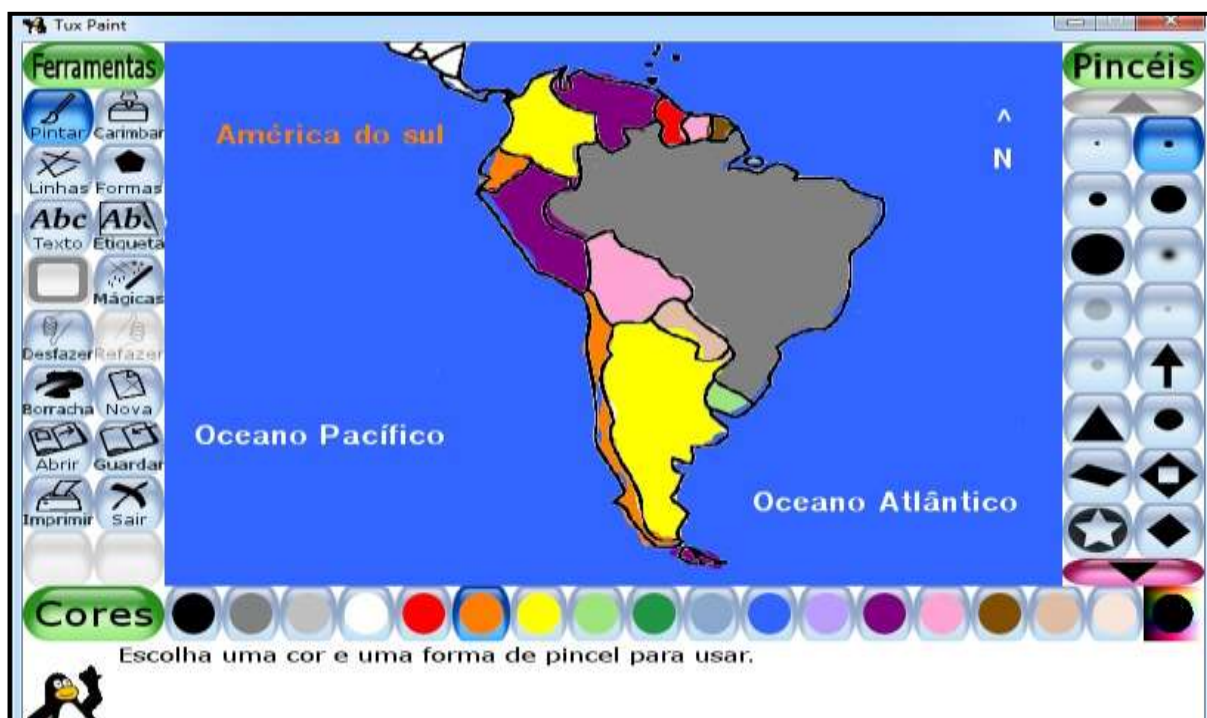 Tux Paint
Ferramentas
Pintar Carimbar
Linhas Formas
Abc Abc
Texto Etiqueta
Mágicas
Desfazer Refazer
Borracha Nova
Abrir Guardar
Imprimir Sair
América do sul
^
N
Oceano Pacífico
Oceano Atlântico
Pincéis
Cores
Escolha uma cor e uma forma de pincel para usar.